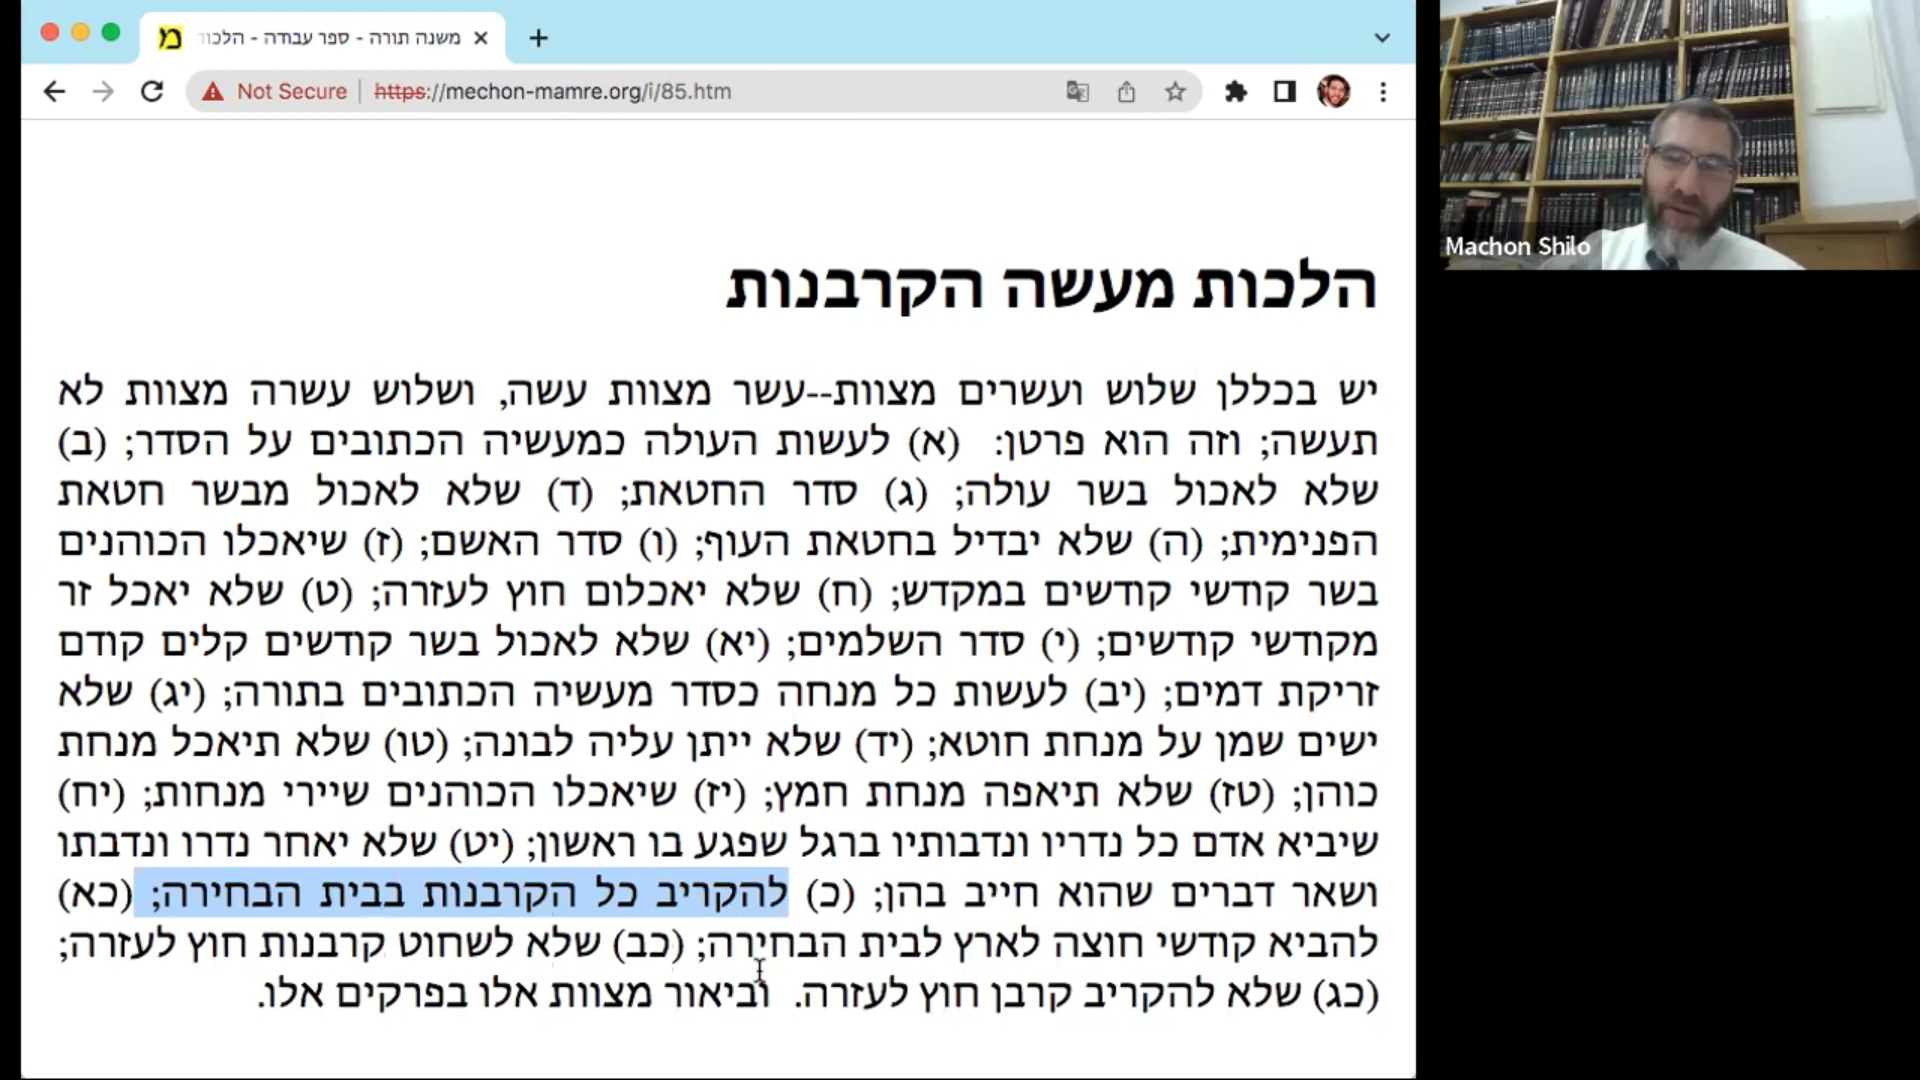 משנה תורה - ספר עבודה - הלכור
Not Secure | https://mechon-mamre.org/i/85.htm
Machon Shilo
הלכות מעשה הקרבנות
יש בכללן שלוש ועשרים מצוות--עשר מצוות עשה, ושלוש עשרה מצוות לא
תעשה; וזה הוא פרטן: (א) לעשות העולה כמעשיה הכתובים על הסדר; (ב)
שלא לאכול בשר עולה; (ג) סדר החטאת; (ד) שלא לאכול מבשר חטאת
הפנימית; (ה) שלא יבדיל בחטאת העוף; (ו) סדר האשם; (ז) שיאכלו הכוהנים
בשר קודשי קודשים במקדש; (ח) שלא יאכלום חוץ לעזרה; (ט) שלא יאכל זר
מקודשי קודשים; (י) סדר השלמים; (יא) שלא לאכול בשר קודשים קלים קודם
זריקת דמים; (יב) לעשות כל מנחה כסדר מעשיה הכתובים בתורה; (יג) שלא
ישים שמן על מנחת חוטא; (יד) שלא ייתן עליה לבונה; (טו) שלא תיאכל מנחת
כוהן; (טז) שלא תיאפה מנחת חמץ; (יז) שיאכלו הכוהנים שיירי מנחות; (יח)
שיביא אדם כל נדריו ונדבותיו ברגל שפגע בו ראשון; (יט) שלא יאחר נדרו ונדבתו
ושאר דברים שהוא חייב בהן; (כ) להקריב כל הקרבנות בבית הבחירה; (כא)
להביא קודשי חוצה לארץ לבית הבחירה; (כב) שלא לשחוט קרבנות חוץ לעזרה;
(כג) שלא להקריב קרבן חוץ לעזרה. וביאור מצוות אלו בפרקים אלו.